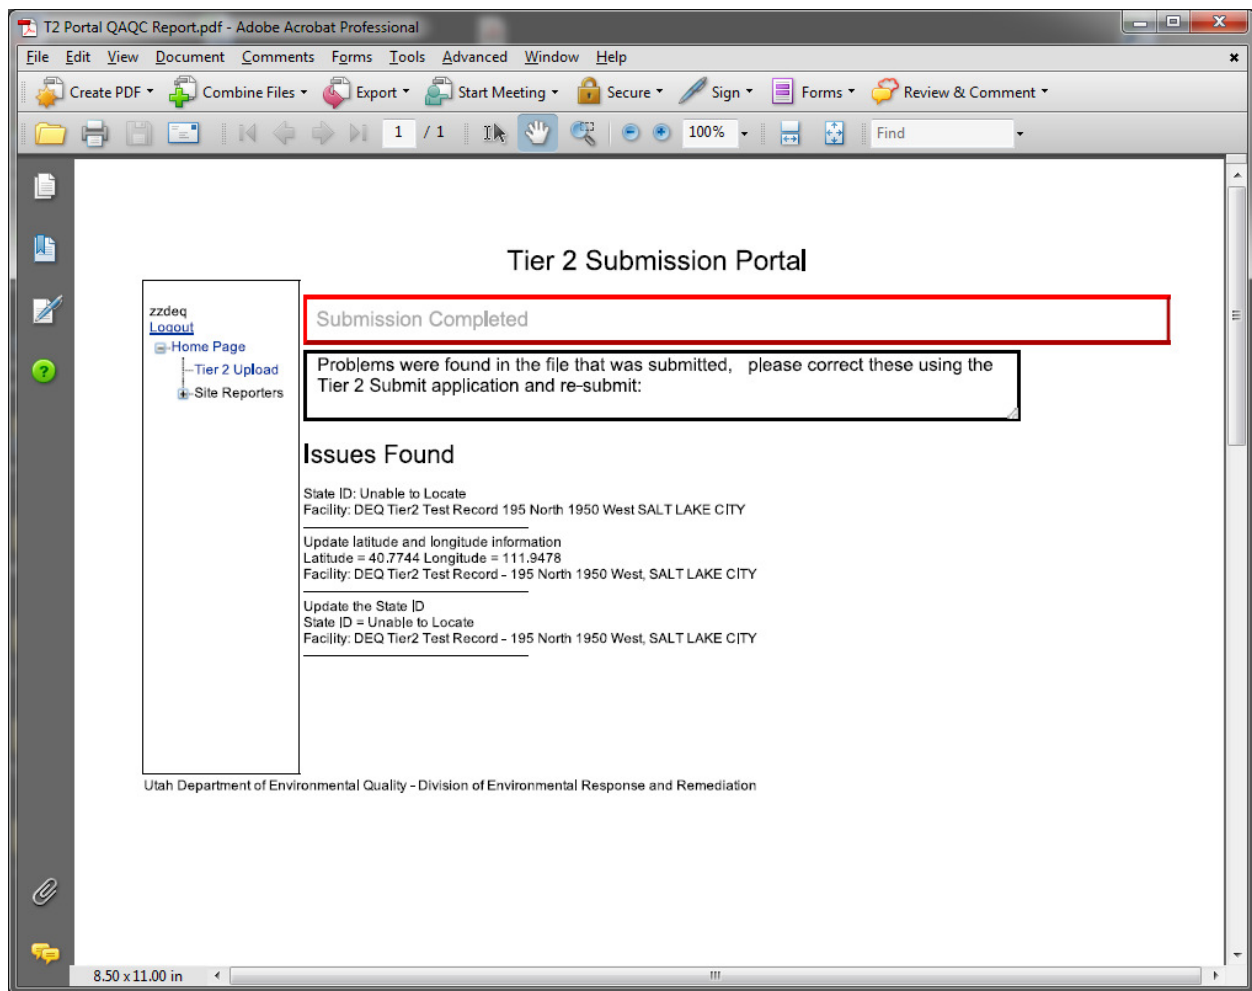 T2 Portal QAQC Report.pdf - Adobe Acrobat Professional
File Edit View Document Comments Forms Tools Advanced Window Help
Create PDF Combine Files Export Start Meeting Secure Sign Forms Review & Comment
1 / 1 100% Find
Tier 2 Submission Portal
zzdeq
Logout
Home Page
Tier 2 Upload
Site Reporters
Submission Completed
Problems were found in the file that was submitted, please correct these using the
Tier 2 Submit application and re-submit:
Issues Found
State ID: Unable to Locate
Facility: DEQ Tier2 Test Record 195 North 1950 West SALT LAKE CITY
Update latitude and longitude information
Latitude = 40.7744 Longitude = 111.9478
Facility: DEQ Tier2 Test Record - 195 North 1950 West, SALT LAKE CITY
Update the State ID
State ID = Unable to Locate
Facility: DEQ Tier2 Test Record - 195 North 1950 West, SALT LAKE CITY
Utah Department of Environmental Quality - Division of Environmental Response and Remediation
8.50 x 11.00 in